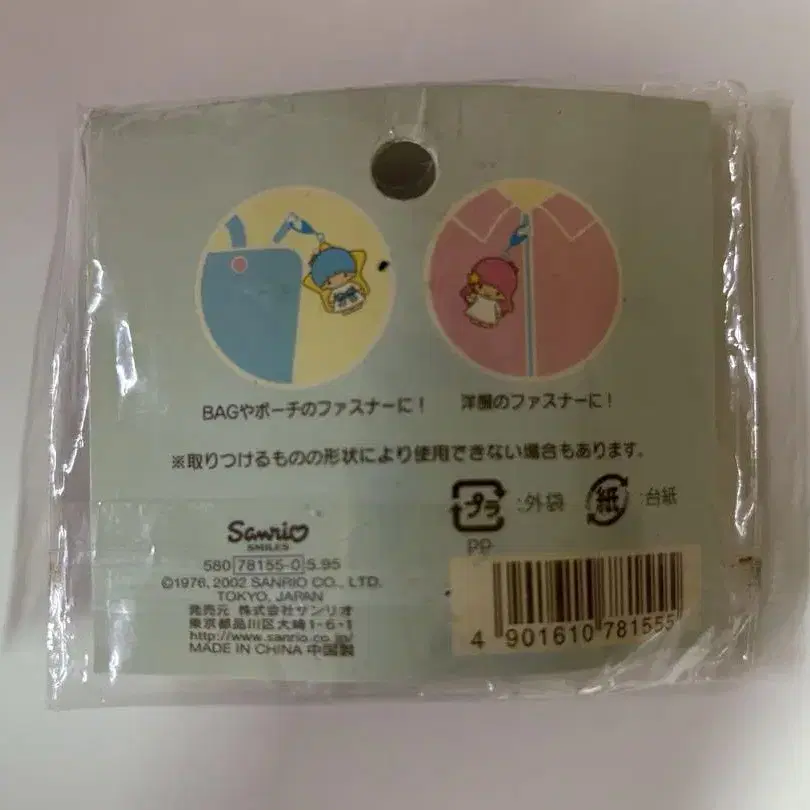 BAGやポーチのファスナーに！
洋服のファスナーに！
※取りつけるものの形状により使用できない場合もあります。
プラ :外袋
PP
紙 :台紙
Sanrio
SMILES
580 78155-0 5.95
©1976, 2002 SANRIO CO., LTD.
TOKYO, JAPAN
発売元 株式会社サンリオ
東京都品川区大崎1-6-1
http://www.sanrio.co.jp/
MADE IN CHINA 中国製
4 901610 781555